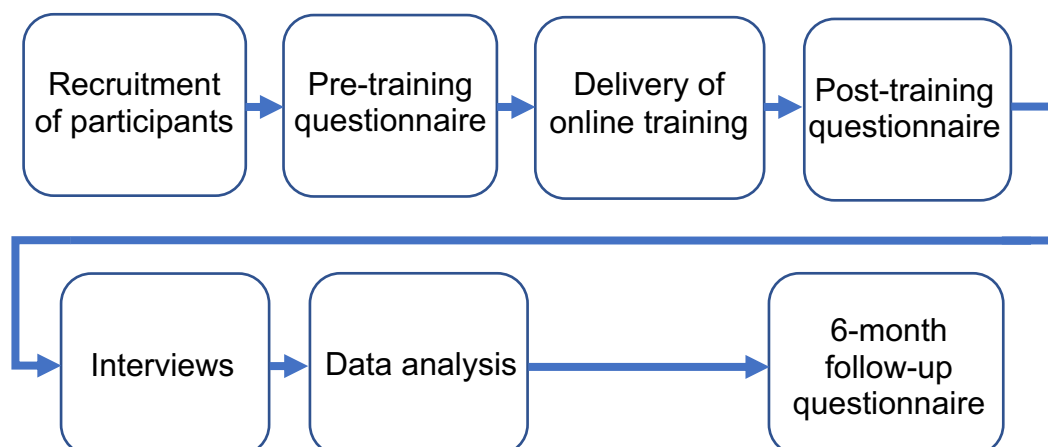 Recruitment
of participants
Pre-training
questionnaire
Delivery of
online training
Post-training
questionnaire
Interviews
Data analysis
6-month
follow-up
questionnaire